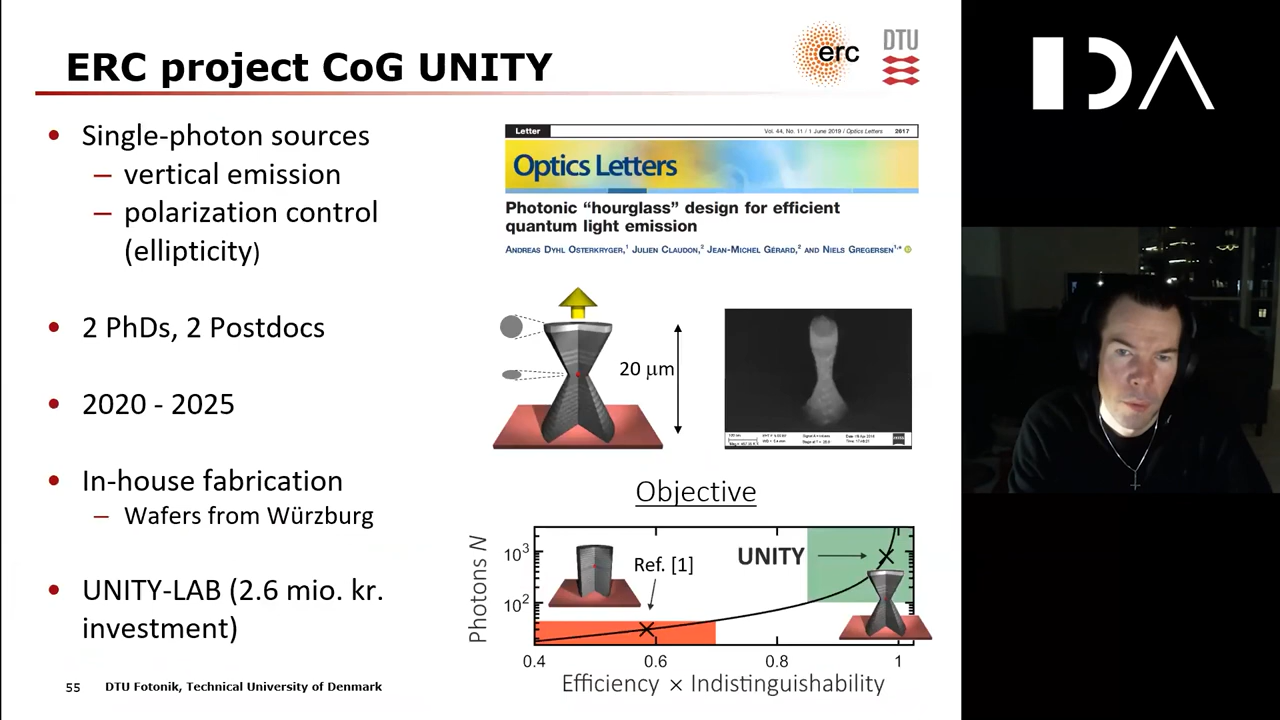 ERC project CoG UNITY
erc
DTU
IDA
• Single-photon sources
– vertical emission
– polarization control
(ellipticity)
• 2 PhDs, 2 Postdocs
• 2020 - 2025
• In-house fabrication
– Wafers from Würzburg
• UNITY-LAB (2.6 mio. kr.
investment)
Letter
Vol. 44, No. 11 / 1 June 2019 / Optics Letters 2617
Optics Letters
Photonic “hourglass” design for efficient
quantum light emission
Andreas Dyhl Osterkryger,¹ Julien Claudon,² Jean-Michel Gérard,² and Niels Gregersen¹,*
20 μm
Objective
Photons N
10³
10²
Ref. [1]
UNITY
0.4 0.6 0.8 1
Efficiency × Indistinguishability
55 DTU Fotonik, Technical University of Denmark